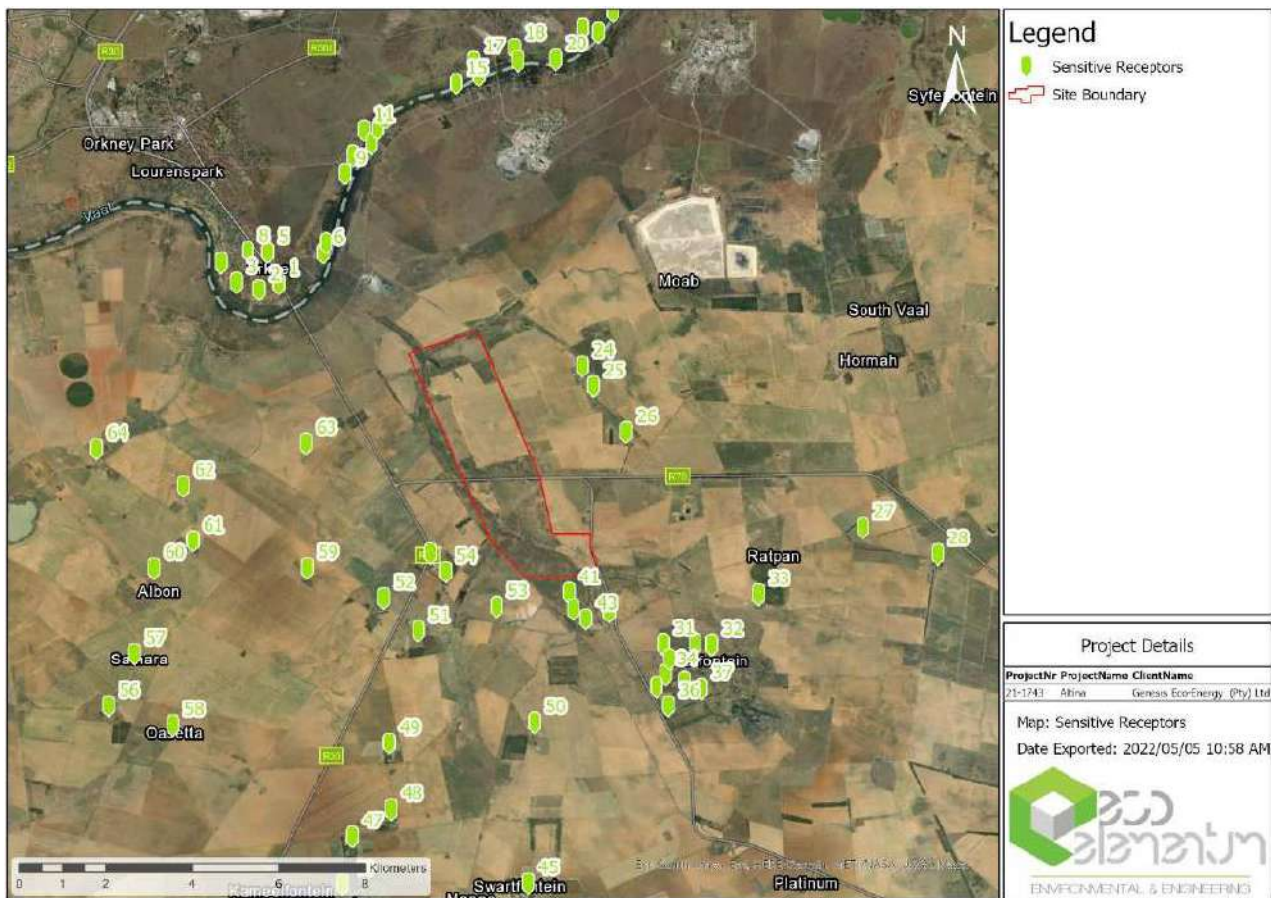 Legend
Sensitive Receptors
Site Boundary
N
R30
Orkney Park
Lourenspark
Vaal
17
18
20
15
11
9
8
5
6
2
1
Syferfontein
Moab
South Vaal
Hormah
24
25
26
64
63
62
61
60
59
Albon
R76
27
28
Ratpan
33
54
52
53
51
41
43
31
32
34
37
36
57
56
58
50
49
48
47
45
Swartfontein
Platinum
0 1 2 4 6 8
Kilometers
Project Details
ProjectNr ProjectName ClientName
21-1743 Altina Genesis Eco-Energy (Pty) Ltd
Map: Sensitive Receptors
Date Exported: 2022/05/05 10:58 AM
eco
elementum
ENVIRONMENTAL & ENGINEERING